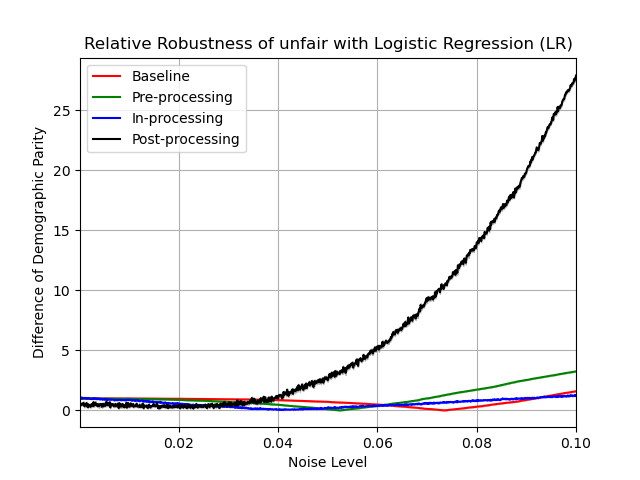 Relative Robustness of unfair with Logistic Regression (LR)
Baseline
Pre-processing
In-processing
Post-processing
Difference of Demographic Parity
25
20
15
10
5
0
0.02
0.04
0.06
0.08
0.10
Noise Level